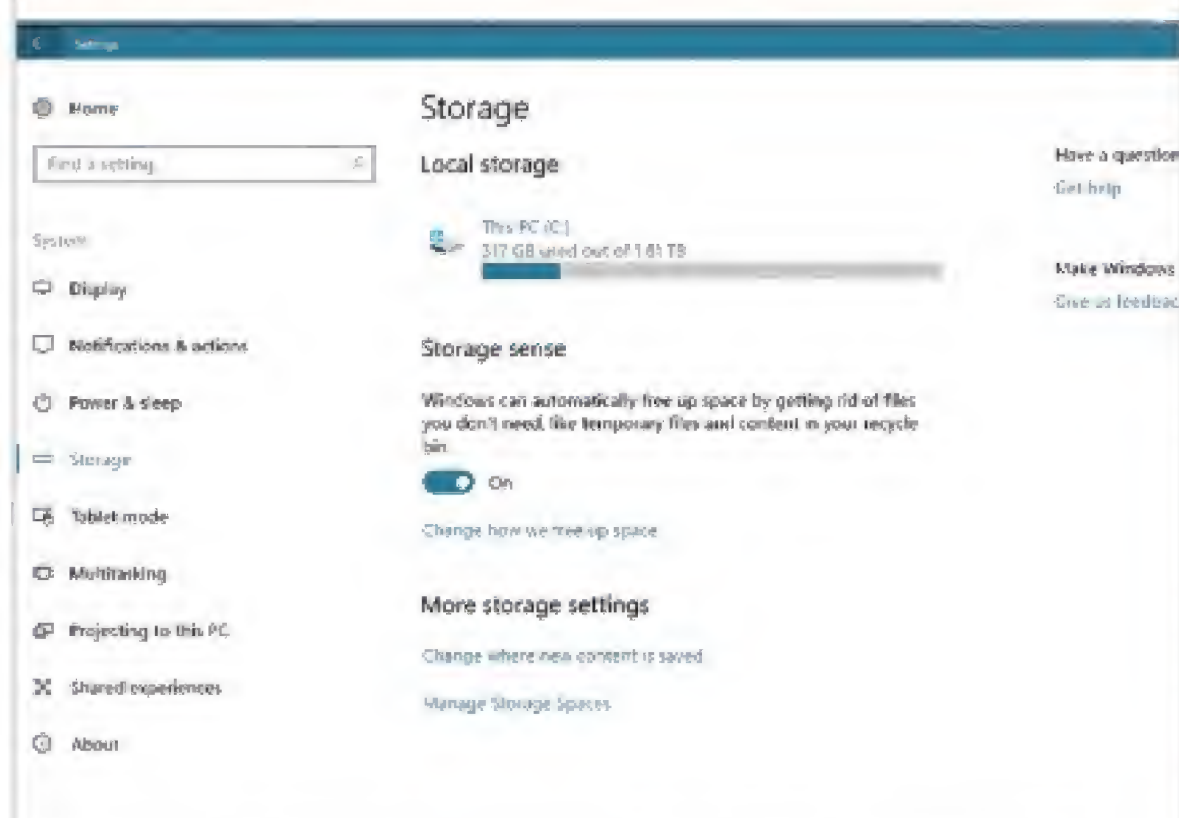 Settings
Home
Find a setting
System
Display
Notifications & actions
Power & sleep
Storage
Tablet mode
Multitasking
Projecting to this PC
Shared experiences
About
Storage
Local storage
This PC (C:)
317 GB used out of 1.81 TB
Storage sense
Windows can automatically free up space by getting rid of files
you don't need, like temporary files and content in your recycle
bin
On
Change how we free up space
More storage settings
Change where new content is saved
Manage Storage Spaces
Have a question
Get help
Make Windows
Give us feedbac